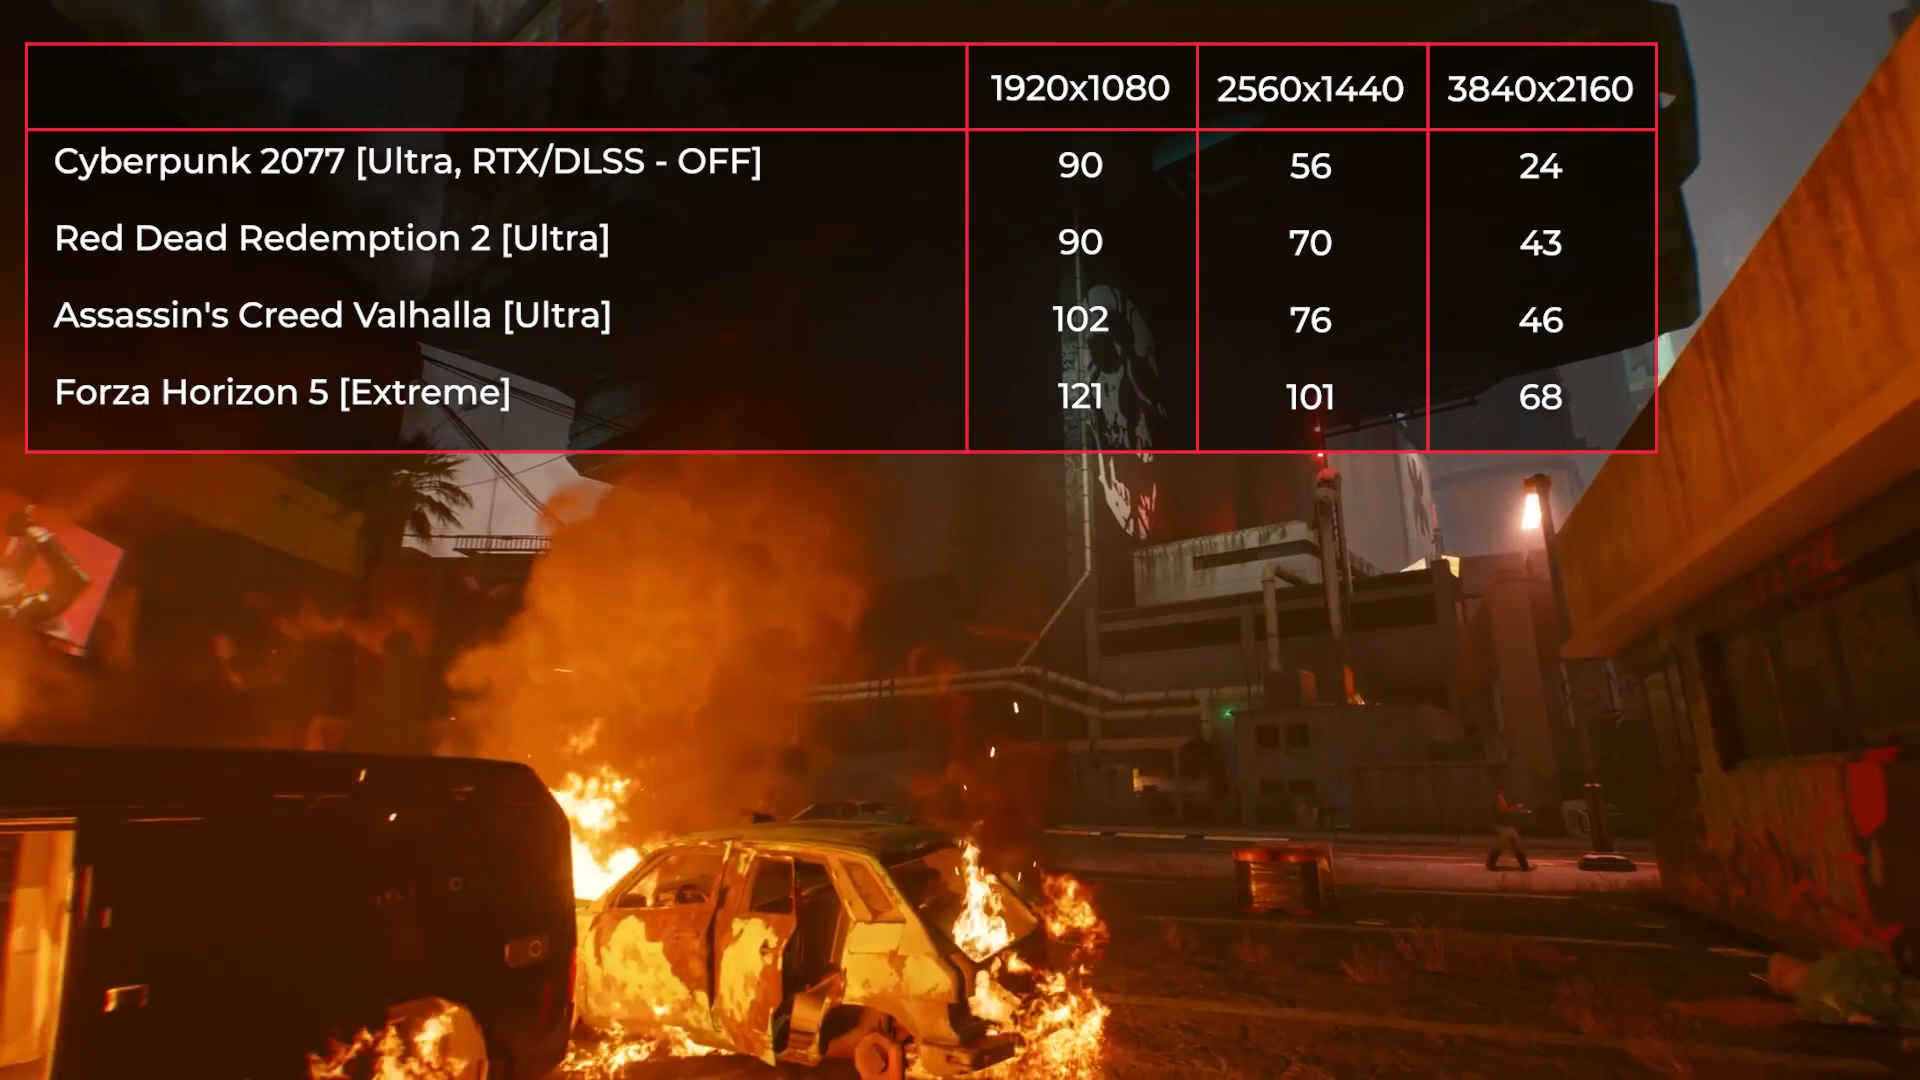 1920x1080 2560x1440 3840x2160
Cyberpunk 2077 [Ultra, RTX/DLSS - OFF] 90 56 24
Red Dead Redemption 2 [Ultra] 90 70 43
Assassin's Creed Valhalla [Ultra] 102 76 46
Forza Horizon 5 [Extreme] 121 101 68